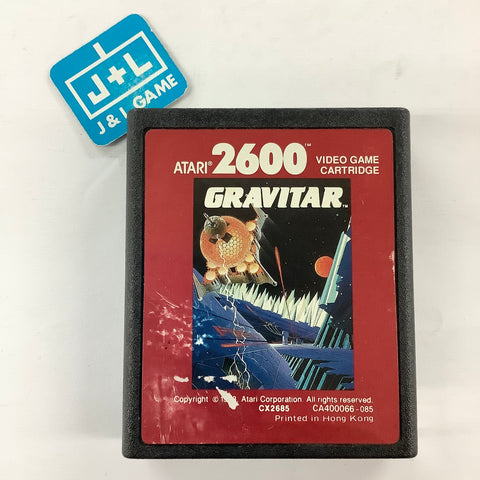 J+L
J & L GAME
ATARI® 2600™ VIDEO GAME CARTRIDGE
GRAVITAR™
Copyright © Atari Corporation. All rights reserved.
CX2685 CA400066-085
Printed in Hong Kong